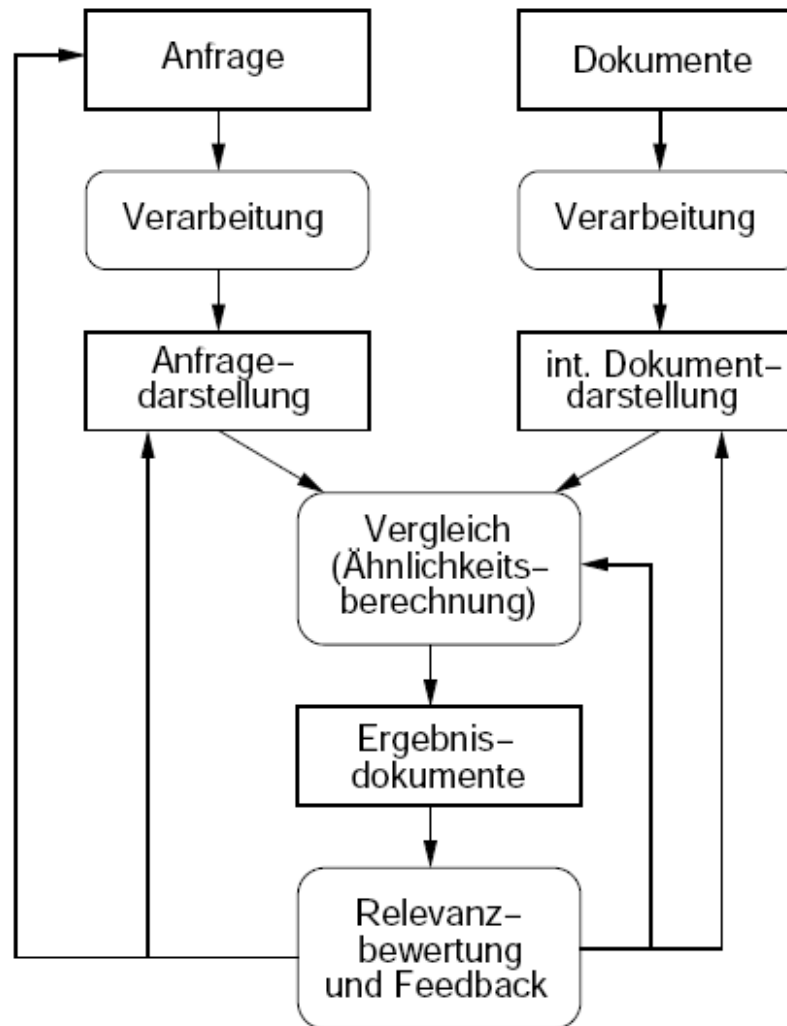 Anfrage
Dokumente
Verarbeitung
Verarbeitung
Anfrage–
darstellung
int. Dokument–
darstellung
Vergleich
(Ähnlichkeits–
berechnung)
Ergebnis–
dokumente
Relevanz–
bewertung
und Feedback